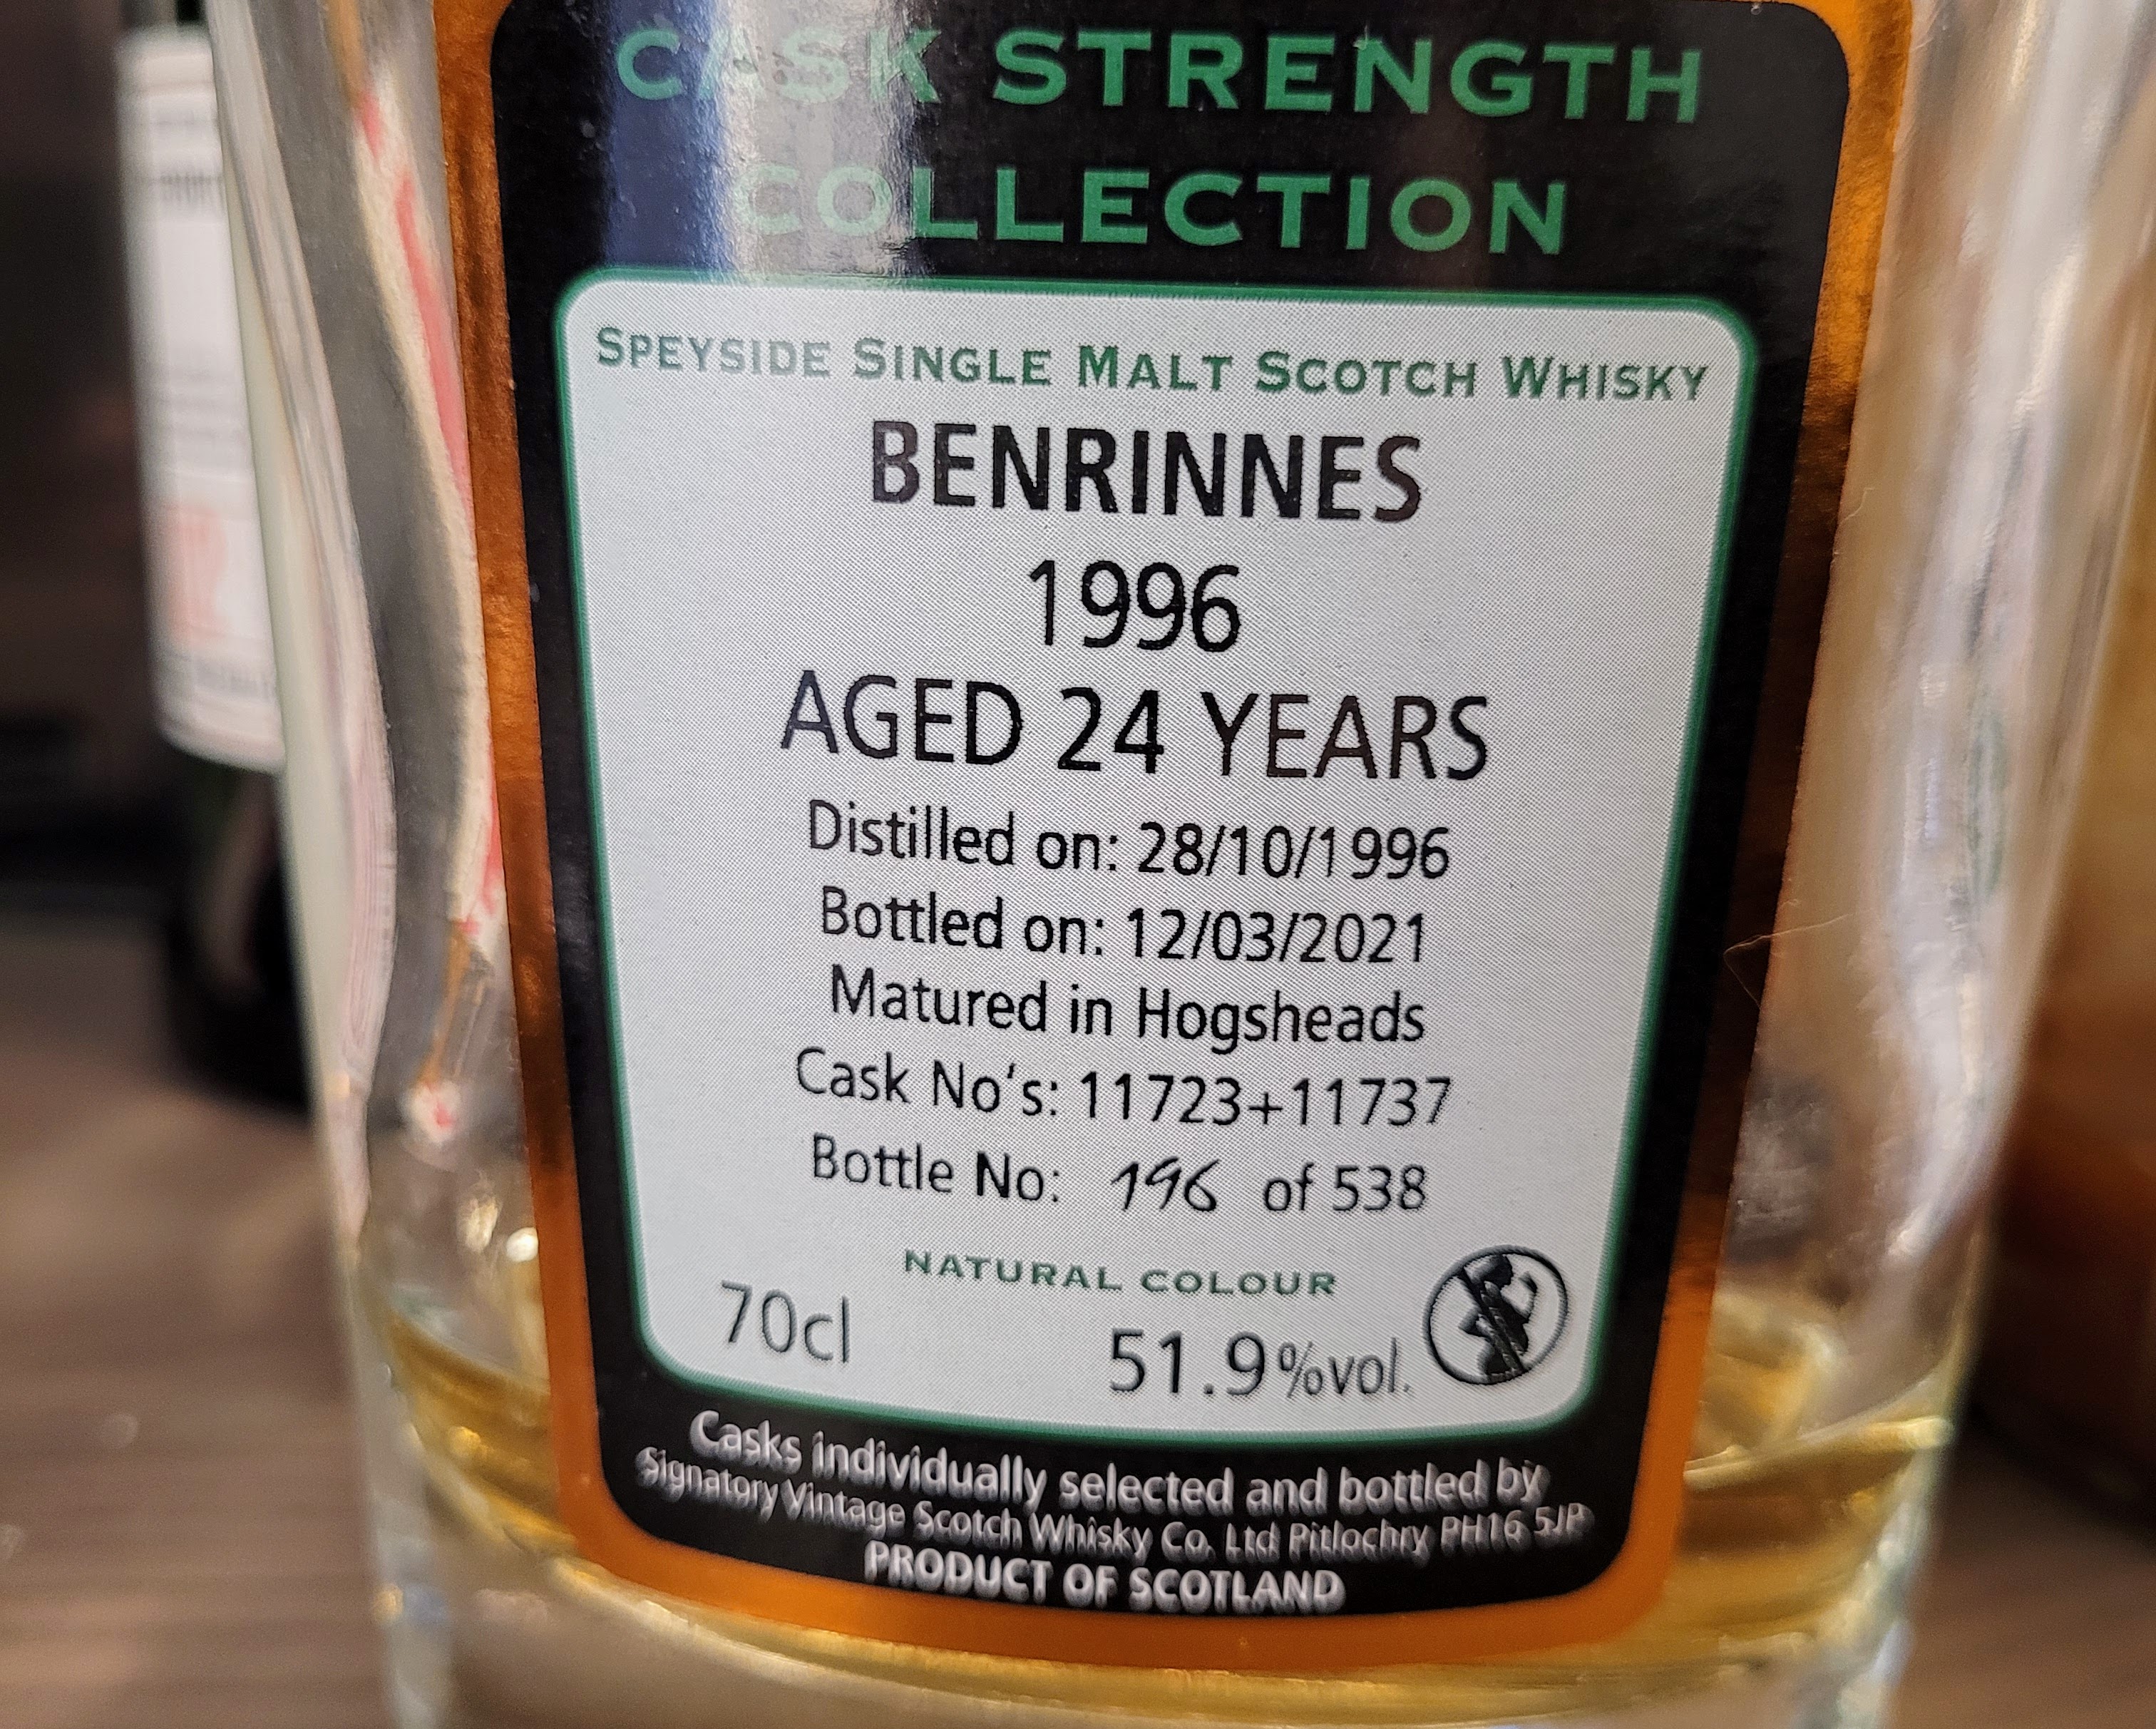 CASK STRENGTH
COLLECTION
SPEYSIDE SINGLE MALT SCOTCH WHISKY
BENRINNES
1996
AGED 24 YEARS
Distilled on: 28/10/1996
Bottled on: 12/03/2021
Matured in Hogsheads
Cask No's: 11723+11737
Bottle No: 196 of 538
NATURAL COLOUR
70cl 51.9%vol.
Casks individually selected and bottled by
Signatory Vintage Scotch Whisky Co. Ltd Pitlochry PH16 5JP
PRODUCT OF SCOTLAND